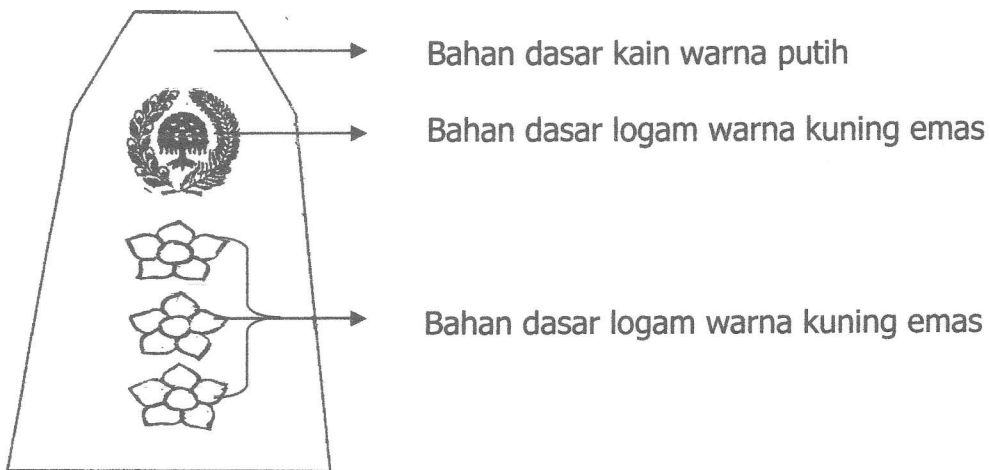 Bahan dasar kain warna putih
Bahan dasar logam warna kuning emas
Bahan dasar logam warna kuning emas